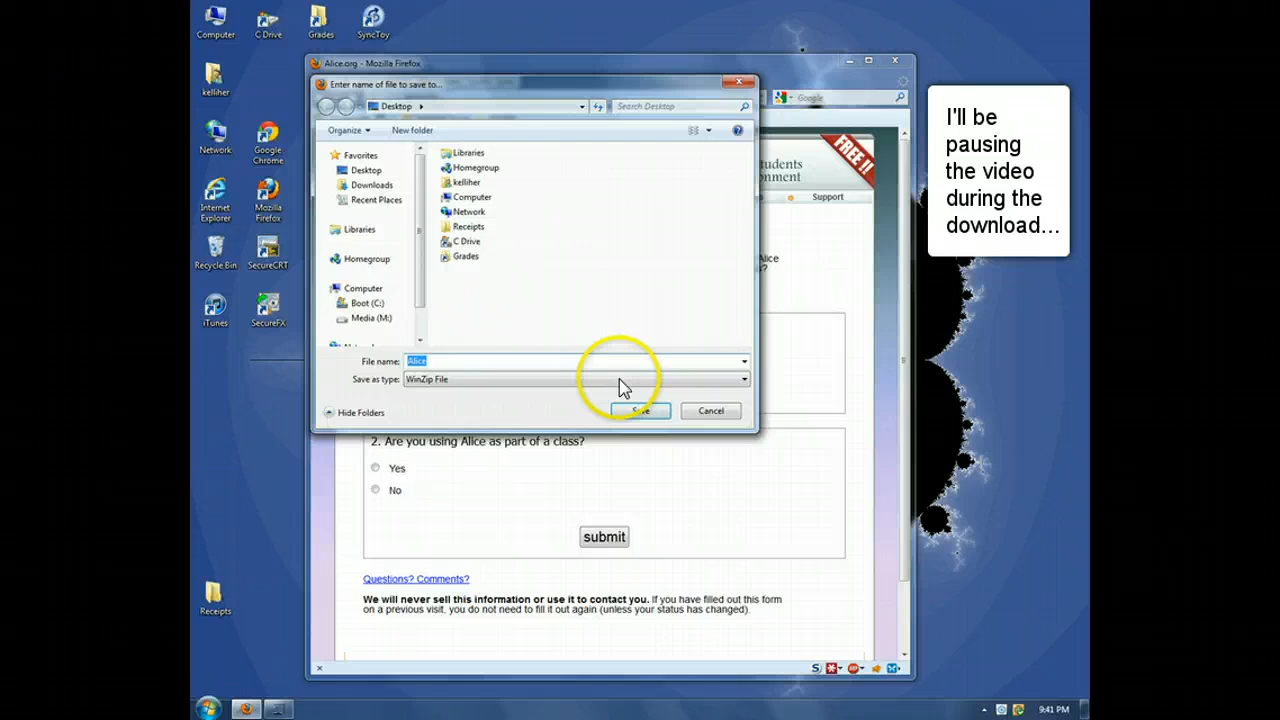 Computer
C Drive
Grades
SyncToy
kelliher
Network
Google
Chrome
Internet
Explorer
Mozilla
Firefox
Recycle Bin
SecureCRT
iTunes
SecureFX
Receipts
Alice.org - Mozilla Firefox
Enter name of file to save to...
Desktop
Search Desktop
Google
Organize
New folder
Favorites
Desktop
Downloads
Recent Places
Libraries
Homegroup
Computer
Boot (C:)
Media (M:)
Libraries
Homegroup
kelliher
Computer
Network
Receipts
C Drive
Grades
File name: Alice
Save as type: WinZip File
Hide Folders
Save
Cancel
tudents
onment
FREE !!
Support
Alice
s?
2. Are you using Alice as part of a class?
Yes
No
submit
Questions? Comments?
We will never sell this information or use it to contact you. If you have filled out this form
on a previous visit, you do not need to fill it out again (unless your status has changed).
I'll be
pausing
the video
during the
download...
9:41 PM